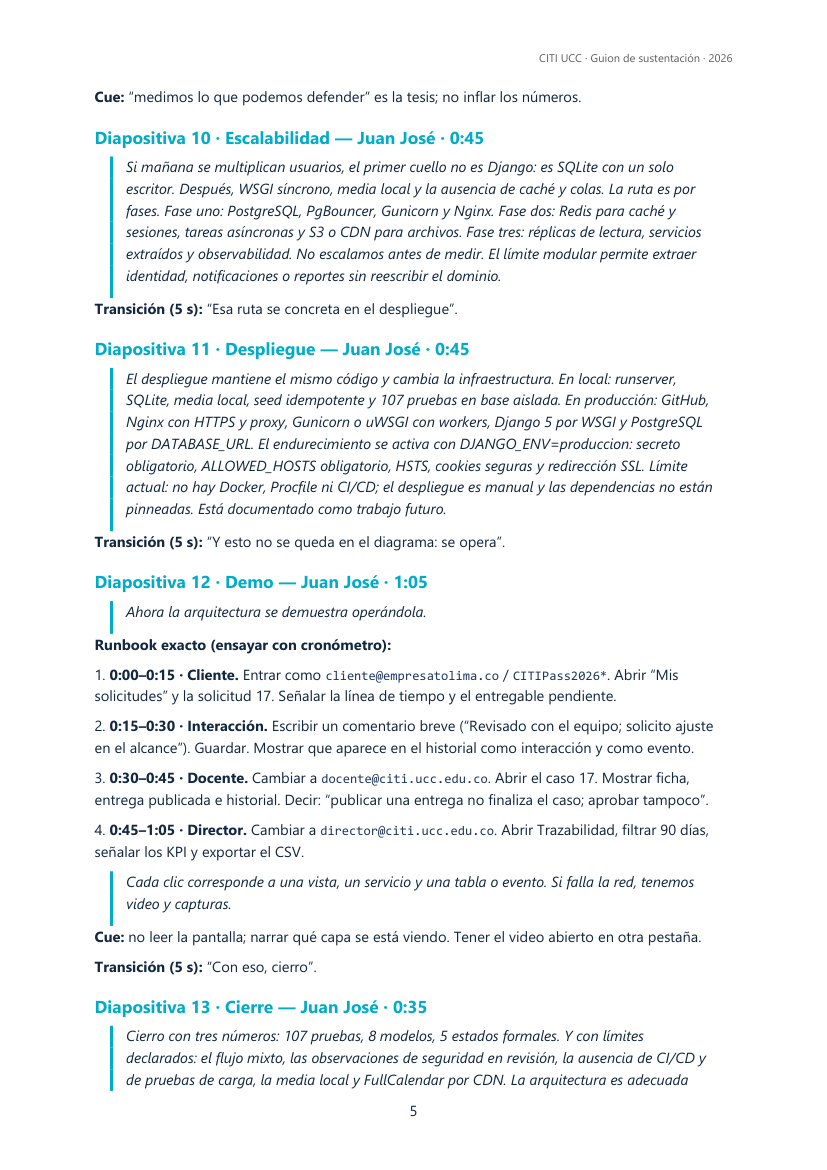 CITI UCC · Guion de sustentación · 2026
Cue: “medimos lo que podemos defender” es la tesis; no inflar los números.
Diapositiva 10 · Escalabilidad — Juan José · 0:45
Si mañana se multiplican usuarios, el primer cuello no es Django: es SQLite con un solo
escritor. Después, WSGI síncrono, media local y la ausencia de caché y colas. La ruta es por
fases. Fase uno: PostgreSQL, PgBouncer, Gunicorn y Nginx. Fase dos: Redis para caché y
sesiones, tareas asíncronas y S3 o CDN para archivos. Fase tres: réplicas de lectura, servicios
extraídos y observabilidad. No escalamos antes de medir. El límite modular permite extraer
identidad, notificaciones o reportes sin reescribir el dominio.
Transición (5 s): “Esa ruta se concreta en el despliegue”.
Diapositiva 11 · Despliegue — Juan José · 0:45
El despliegue mantiene el mismo código y cambia la infraestructura. En local: runserver,
SQLite, media local, seed idempotente y 107 pruebas en base aislada. En producción: GitHub,
Nginx con HTTPS y proxy, Gunicorn o uWSGI con workers, Django 5 por WSGI y PostgreSQL
por DATABASE_URL. El endurecimiento se activa con DJANGO_ENV=produccion: secreto
obligatorio, ALLOWED_HOSTS obligatorio, HSTS, cookies seguras y redirección SSL. Límite
actual: no hay Docker, Procfile ni CI/CD; el despliegue es manual y las dependencias no están
pinneadas. Está documentado como trabajo futuro.
Transición (5 s): “Y esto no se queda en el diagrama: se opera”.
Diapositiva 12 · Demo — Juan José · 1:05
Ahora la arquitectura se demuestra operándola.
Runbook exacto (ensayar con cronómetro):
1. 0:00–0:15 · Cliente. Entrar como cliente@empresatolima.co / CITIPass2026*. Abrir “Mis
solicitudes” y la solicitud 17. Señalar la línea de tiempo y el entregable pendiente.
2. 0:15–0:30 · Interacción. Escribir un comentario breve (“Revisado con el equipo; solicito ajuste
en el alcance”). Guardar. Mostrar que aparece en el historial como interacción y como evento.
3. 0:30–0:45 · Docente. Cambiar a docente@citi.ucc.edu.co. Abrir el caso 17. Mostrar ficha,
entrega publicada e historial. Decir: “publicar una entrega no finaliza el caso; aprobar tampoco”.
4. 0:45–1:05 · Director. Cambiar a director@citi.ucc.edu.co. Abrir Trazabilidad, filtrar 90 días,
señalar los KPI y exportar el CSV.
Cada clic corresponde a una vista, un servicio y una tabla o evento. Si falla la red, tenemos
video y capturas.
Cue: no leer la pantalla; narrar qué capa se está viendo. Tener el video abierto en otra pestaña.
Transición (5 s): “Con eso, cierro”.
Diapositiva 13 · Cierre — Juan José · 0:35
Cierro con tres números: 107 pruebas, 8 modelos, 5 estados formales. Y con límites
declarados: el flujo mixto, las observaciones de seguridad en revisión, la ausencia de CI/CD y
de pruebas de carga, la media local y FullCalendar por CDN. La arquitectura es adecuada
5